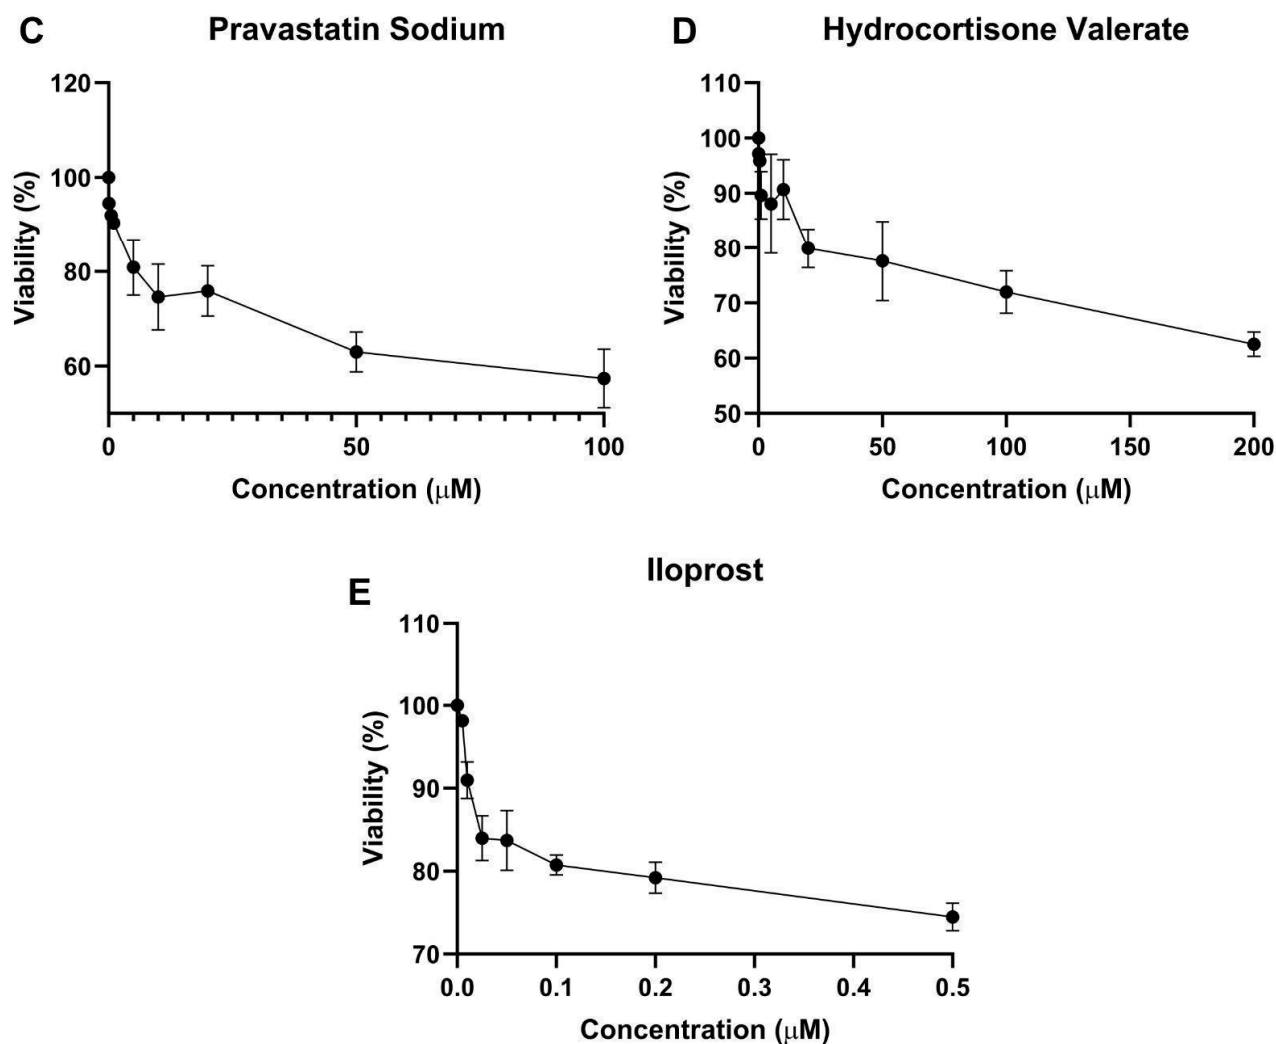 C
Pravastatin Sodium
120
100
80
60
Viability (%)
0
50
100
Concentration (μM)
D
Hydrocortisone Valerate
110
100
90
80
70
60
50
Viability (%)
0
50
100
150
200
Concentration (μM)
E
Iloprost
110
100
90
80
70
Viability (%)
0.0
0.1
0.2
0.3
0.4
0.5
Concentration (μM)